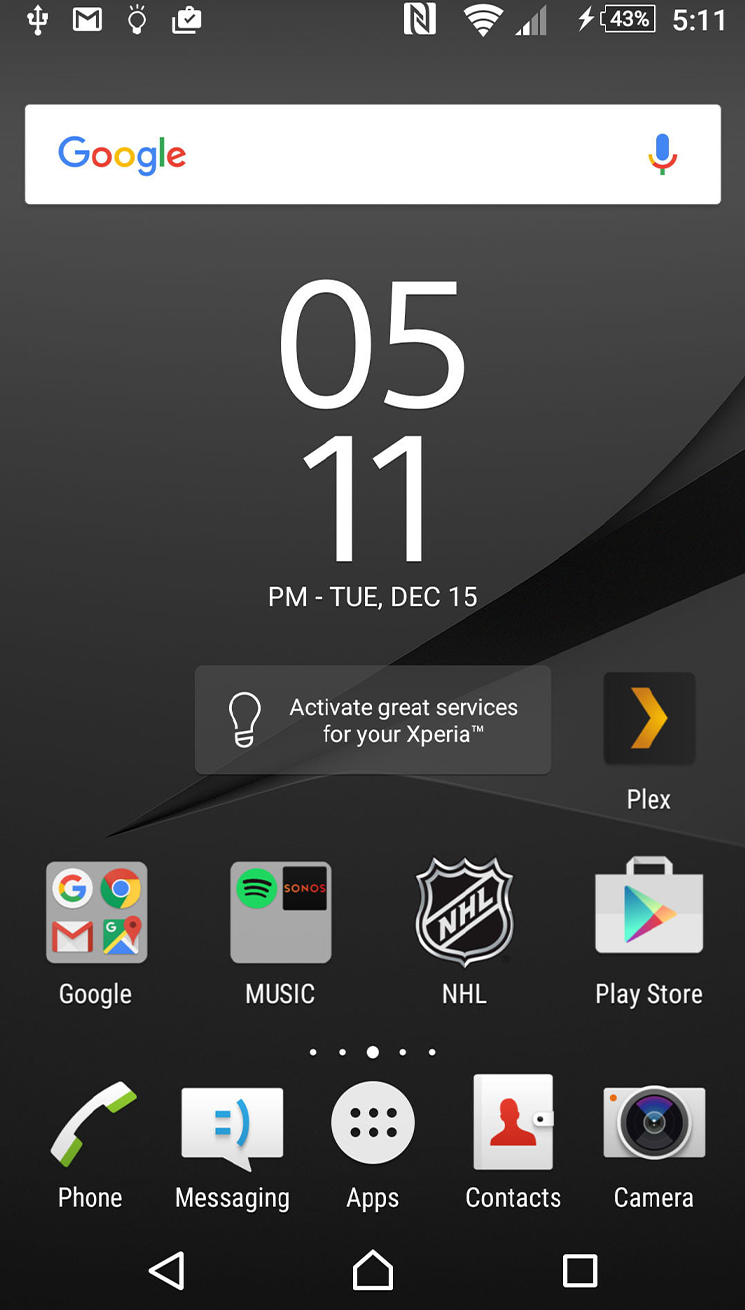 43% 5:11
Google
05
11
PM - TUE, DEC 15
Activate great services
for your Xperia™
Plex
SONOS
NHL
Google
MUSIC
NHL
Play Store
Phone
Messaging
Apps
Contacts
Camera